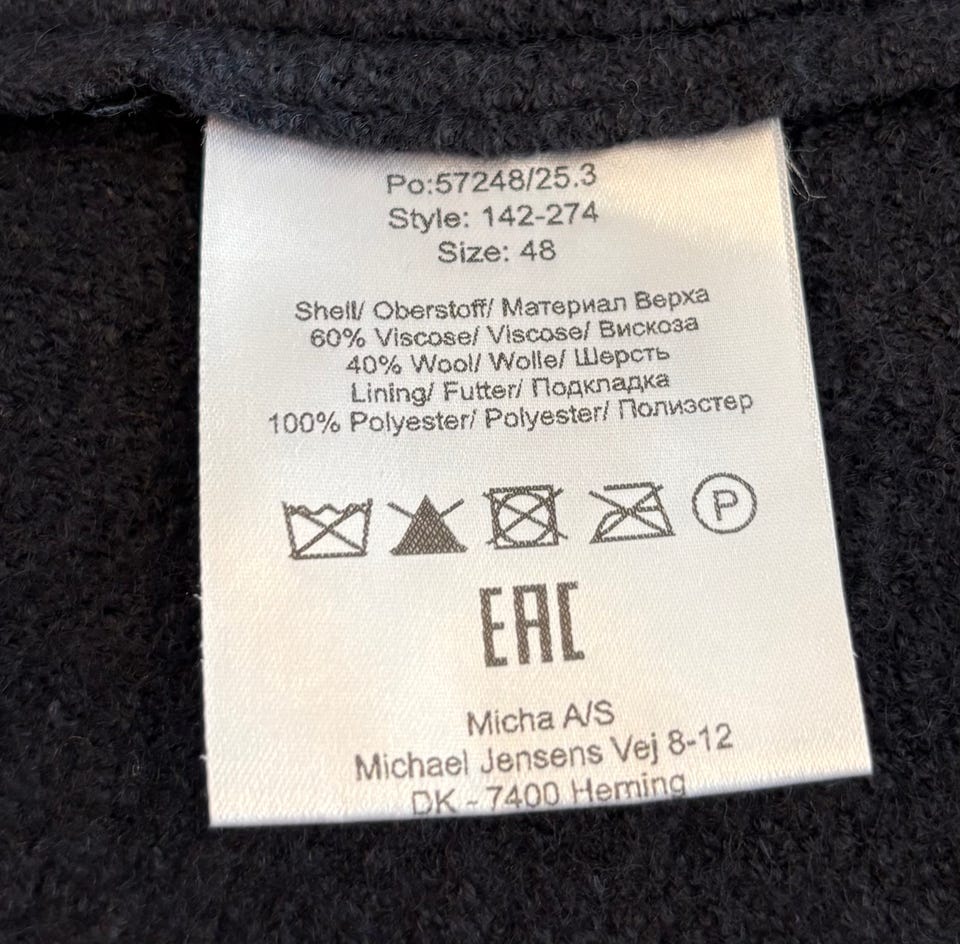 Po:57248/25.3
Style: 142-274
Size: 48
Shell/ Oberstoff/ Материал Верха
60% Viscose/ Viscose/ Вискоза
40% Wool/ Wolle/ Шерсть
Lining/ Futter/ Подкладка
100% Polyester/ Polyester/ Полиэстер
P
EAC
Micha A/S
Michael Jensens Vej 8-12
DK - 7400 Herning